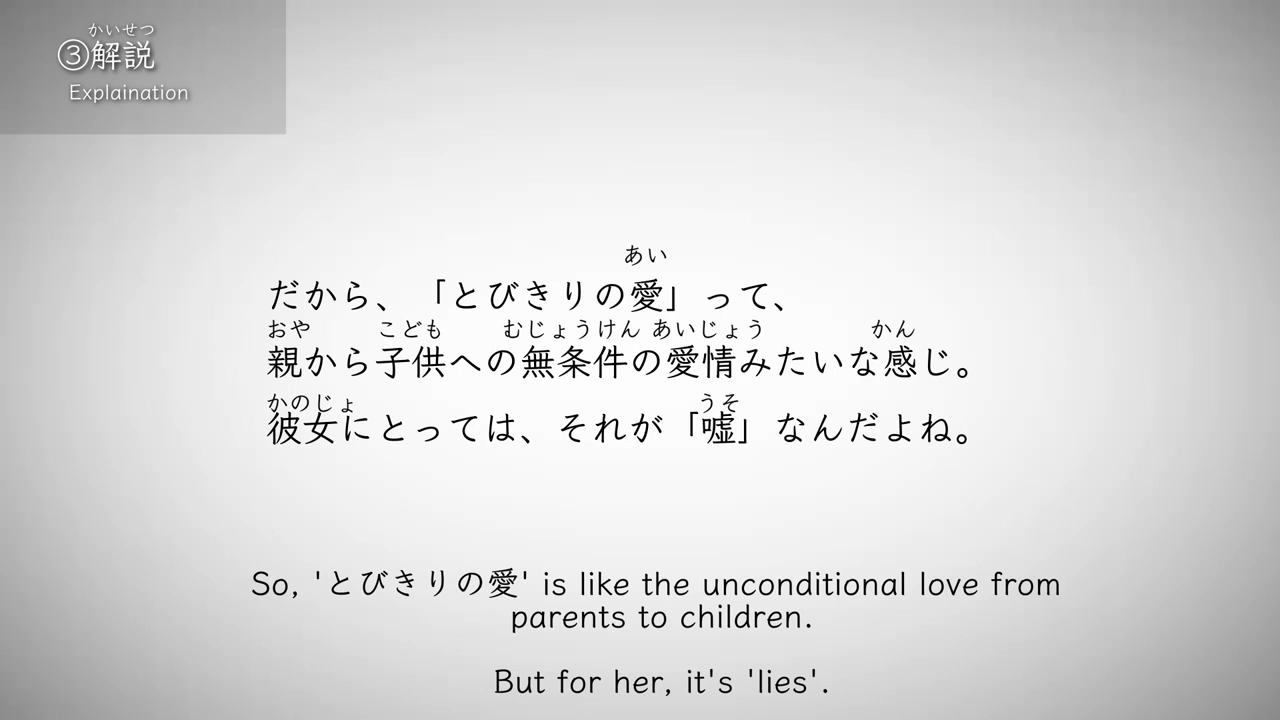 かいせつ
③解説
Explaination
あい
だから、「とびきりの愛」って、
おや こども むじょうけん あいじょう かん
親から子供への無条件の愛情みたいな感じ。
かのじょ うそ
彼女にとっては、それが「嘘」なんだよね。
So, 'とびきりの愛' is like the unconditional love from
parents to children.
But for her, it's 'lies'.